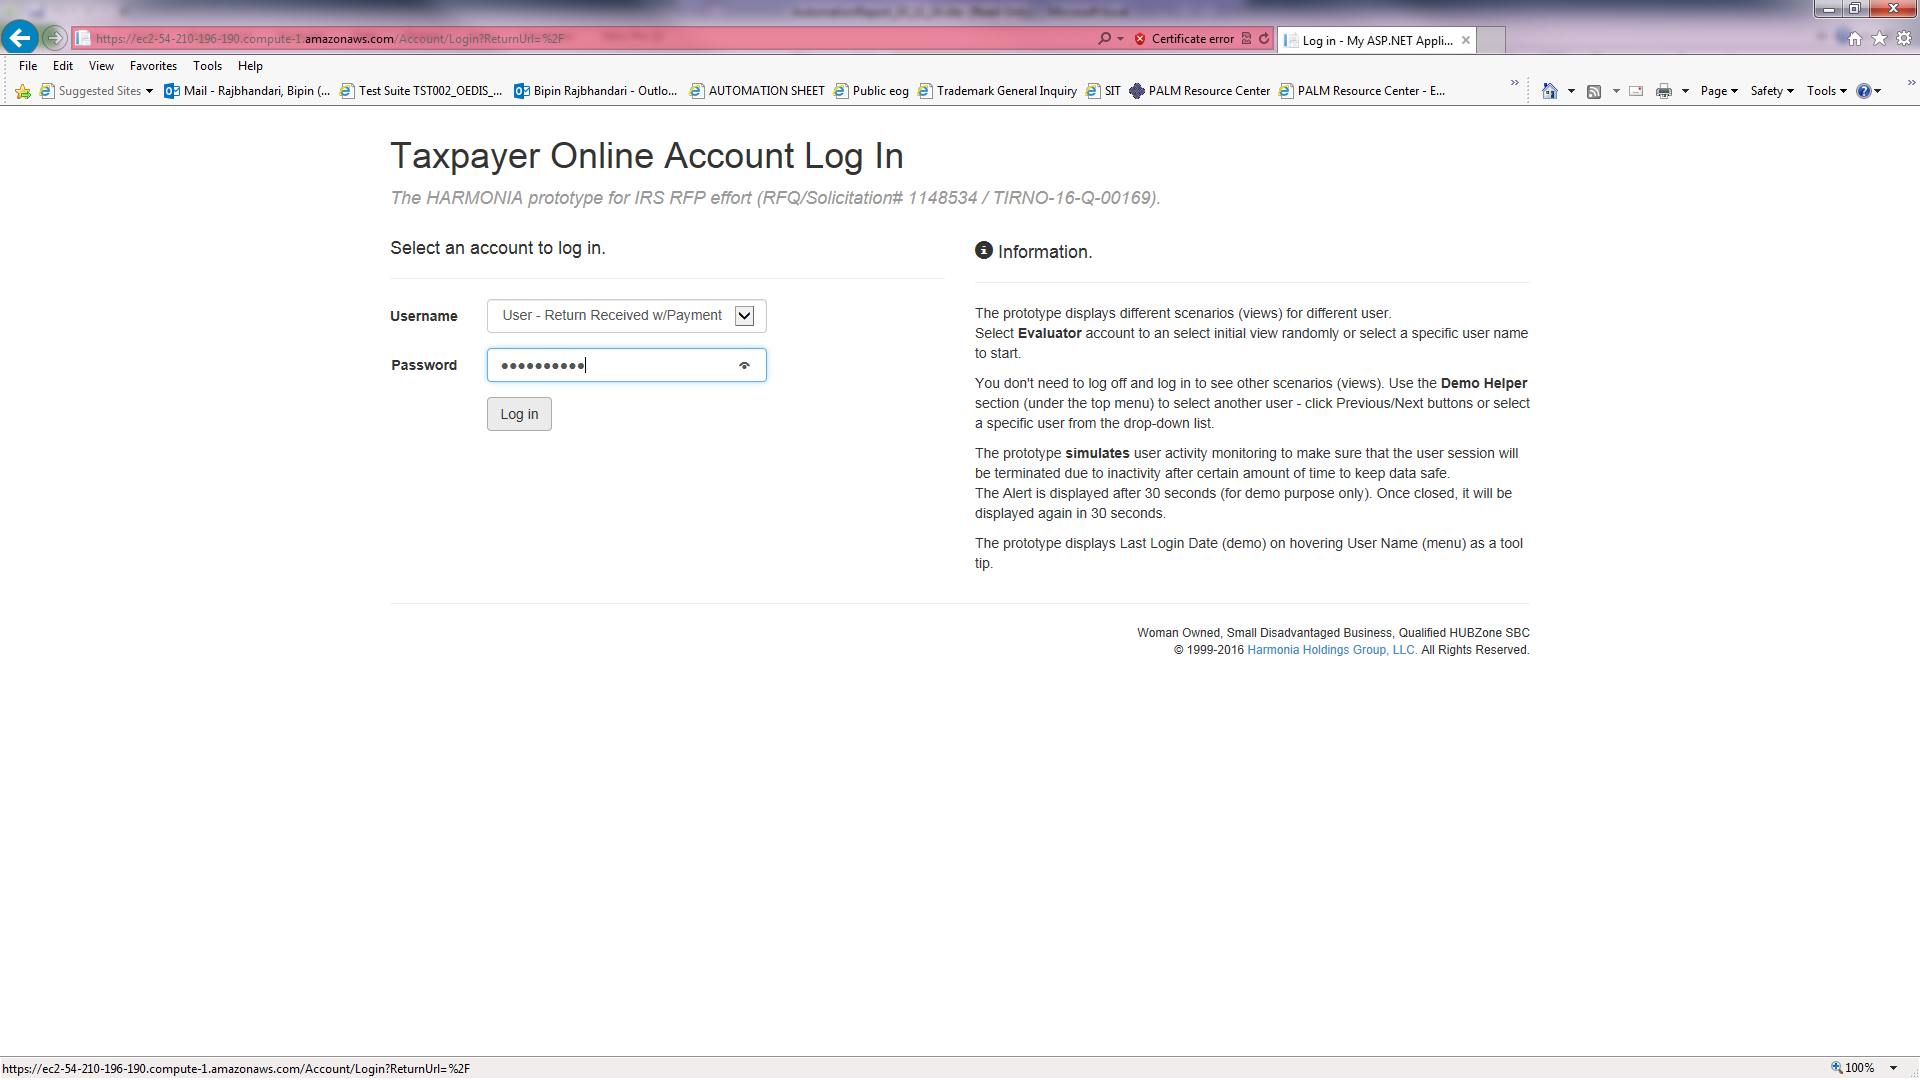 https://ec2-54-210-196-190.compute-1.amazonaws.com/Account/Login?ReturnUrl=%2F
Certificate error
Log in - My ASP.NET Appli...
File Edit View Favorites Tools Help
Suggested Sites Mail - Rajbhandari, Bipin (... Test Suite TST002_OEDIS_... Bipin Rajbhandari - Outlo... AUTOMATION SHEET Public eog Trademark General Inquiry SIT PALM Resource Center PALM Resource Center - E... Page Safety Tools
Taxpayer Online Account Log In
The HARMONIA prototype for IRS RFP effort (RFQ/Solicitation# 1148534 / TIRNO-16-Q-00169).
Select an account to log in.
Username User - Return Received w/Payment
Password
Log in
Information.
The prototype displays different scenarios (views) for different user.
Select Evaluator account to an select initial view randomly or select a specific user name
to start.
You don't need to log off and log in to see other scenarios (views). Use the Demo Helper
section (under the top menu) to select another user - click Previous/Next buttons or select
a specific user from the drop-down list.
The prototype simulates user activity monitoring to make sure that the user session will
be terminated due to inactivity after certain amount of time to keep data safe.
The Alert is displayed after 30 seconds (for demo purpose only). Once closed, it will be
displayed again in 30 seconds.
The prototype displays Last Login Date (demo) on hovering User Name (menu) as a tool
tip.
Woman Owned, Small Disadvantaged Business, Qualified HUBZone SBC
© 1999-2016 Harmonia Holdings Group, LLC. All Rights Reserved.
https://ec2-54-210-196-190.compute-1.amazonaws.com/Account/Login?ReturnUrl=%2F
100%